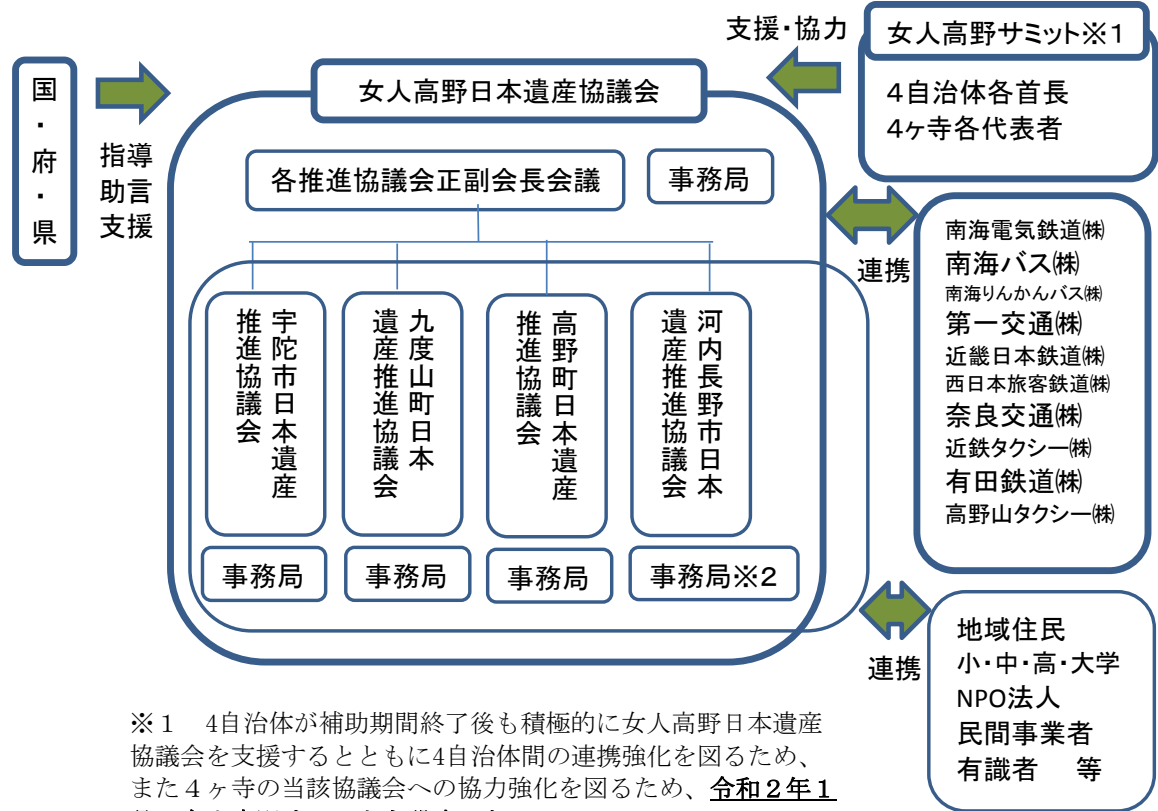 支援・協力
女人高野サミット※1
4自治体各首長
4ヶ寺各代表者
国・府・県
指導
助言
支援
女人高野日本遺産協議会
各推進協議会正副会長会議
事務局
宇陀市日本遺産
推進協議会
九度山町日本
遺産推進協議会
高野町日本遺産
推進協議会
河内長野市日本
遺産推進協議会
事務局
事務局
事務局
事務局※2
連携
南海電気鉄道㈱
南海バス㈱
南海りんかんバス㈱
第一交通㈱
近畿日本鉄道㈱
西日本旅客鉄道㈱
奈良交通㈱
近鉄タクシー㈱
有田鉄道㈱
高野山タクシー㈱
連携
地域住民
小・中・高・大学
NPO法人
民間事業者
有識者　等
※１　4自治体が補助期間終了後も積極的に女人高野日本遺産
協議会を支援するとともに4自治体間の連携強化を図るため、
また４ヶ寺の当該協議会への協力強化を図るため、令和２年１